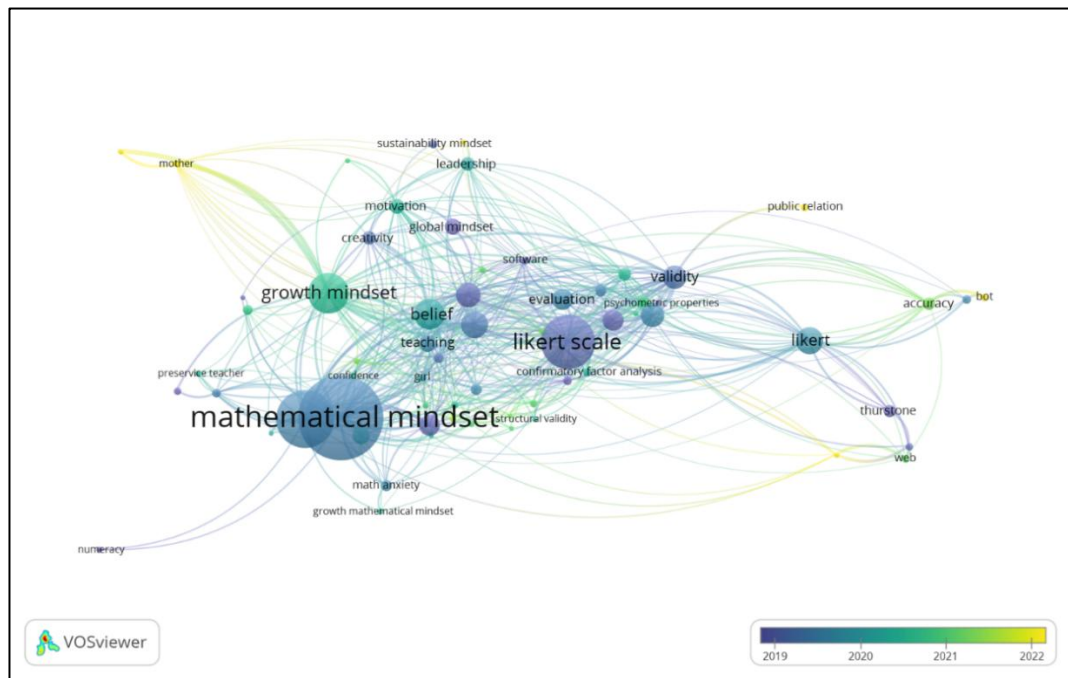 sustainability mindset
mother
leadership
motivation
public relation
global mindset
creativity
software
validity
growth mindset
evaluation
psychometric properties
accuracy
bot
belief
likert scale
likert
teaching
preservice teacher
confidence
girl
confirmatory factor analysis
mathematical mindset
structural validity
thurstone
web
math anxiety
growth mathematical mindset
numeracy
VOSviewer
2019 2020 2021 2022